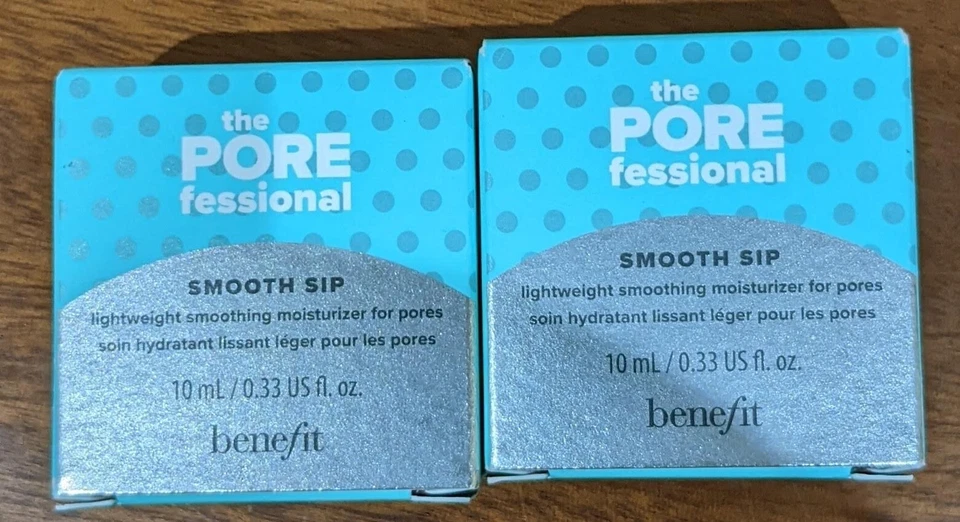 the
PORE
fessional
SMOOTH SIP
lightweight smoothing moisturizer for pores
soin hydratant lissant léger pour les pores
10 mL / 0.33 US fl. oz.
benefit
the
PORE
fessional
SMOOTH SIP
lightweight smoothing moisturizer for pores
soin hydratant lissant léger pour les pores
10 mL / 0.33 US fl. oz.
benefit